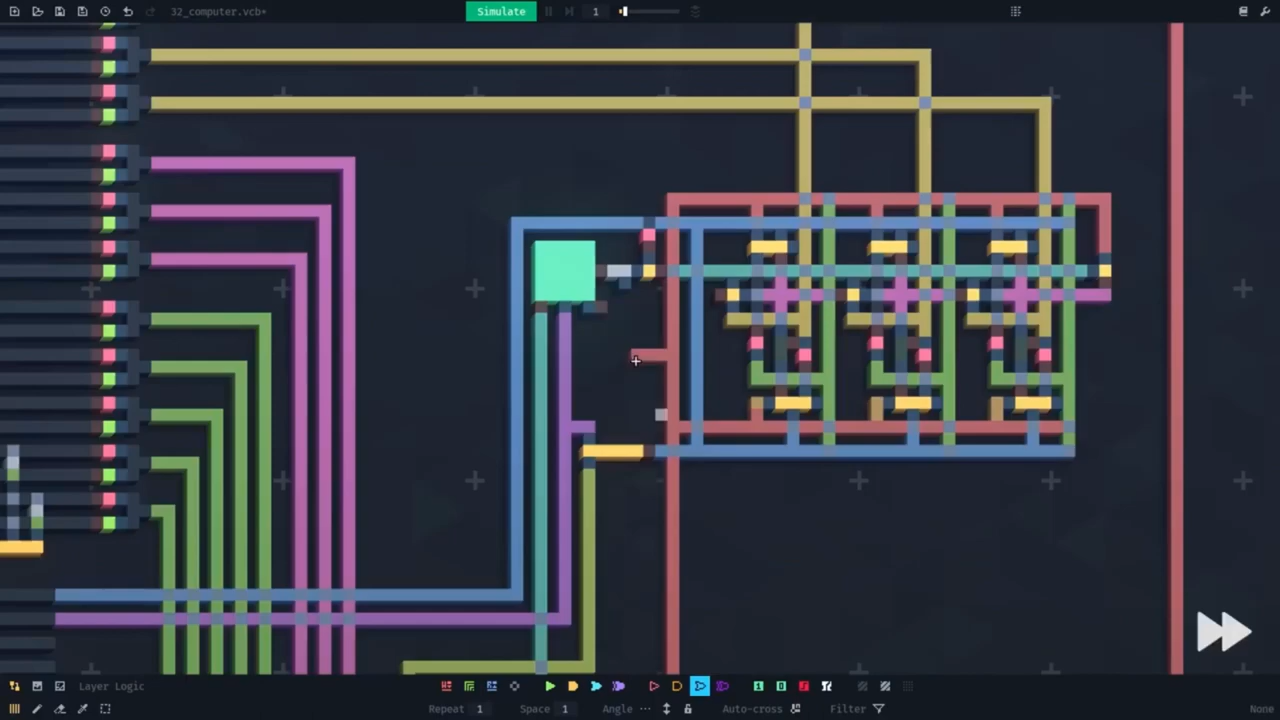 32_computer.vcb*
Simulate
1
Layer Logic
Repeat 1
Space 1
Angle
Auto-cross
Filter
None